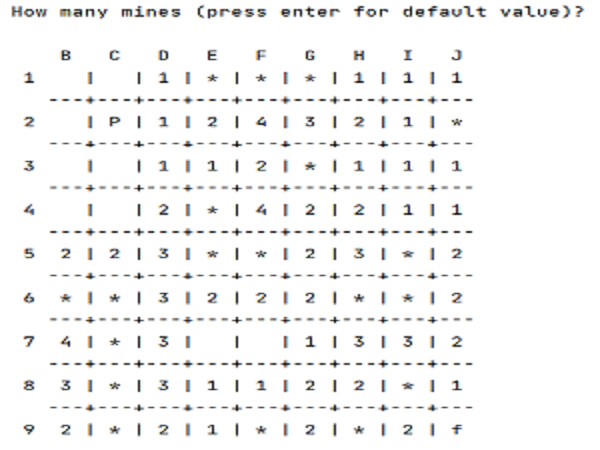 How many mines (press enter for default value)?
B C D E F G H I J
1 | | 1 | * | * | * | 1 | 1 | 1
---+---+---+---+---+---+---+---+---
2 | P | 1 | 2 | 4 | 3 | 2 | 1 | *
---+---+---+---+---+---+---+---+---
3 | | 1 | 1 | 2 | * | 1 | 1 | 1
---+---+---+---+---+---+---+---+---
4 | | 2 | * | 4 | 2 | 2 | 1 | 1
---+---+---+---+---+---+---+---+---
5 2 | 2 | 3 | * | * | 2 | 3 | * | 2
---+---+---+---+---+---+---+---+---
6 * | * | 3 | 2 | 2 | 2 | * | * | 2
---+---+---+---+---+---+---+---+---
7 4 | * | 3 | | | 1 | 3 | 3 | 2
---+---+---+---+---+---+---+---+---
8 3 | * | 3 | 1 | 1 | 2 | 2 | * | 1
---+---+---+---+---+---+---+---+---
9 2 | * | 2 | 1 | * | 2 | * | 2 | f